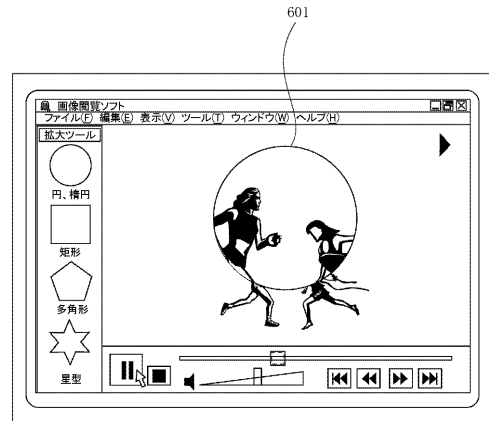 601
画像閲覧ソフト
ファイル(F) 編集(E) 表示(V) ツール(T) ウィンドウ(W) ヘルプ(H)
拡大ツール
円、楕円
矩形
多角形
星型